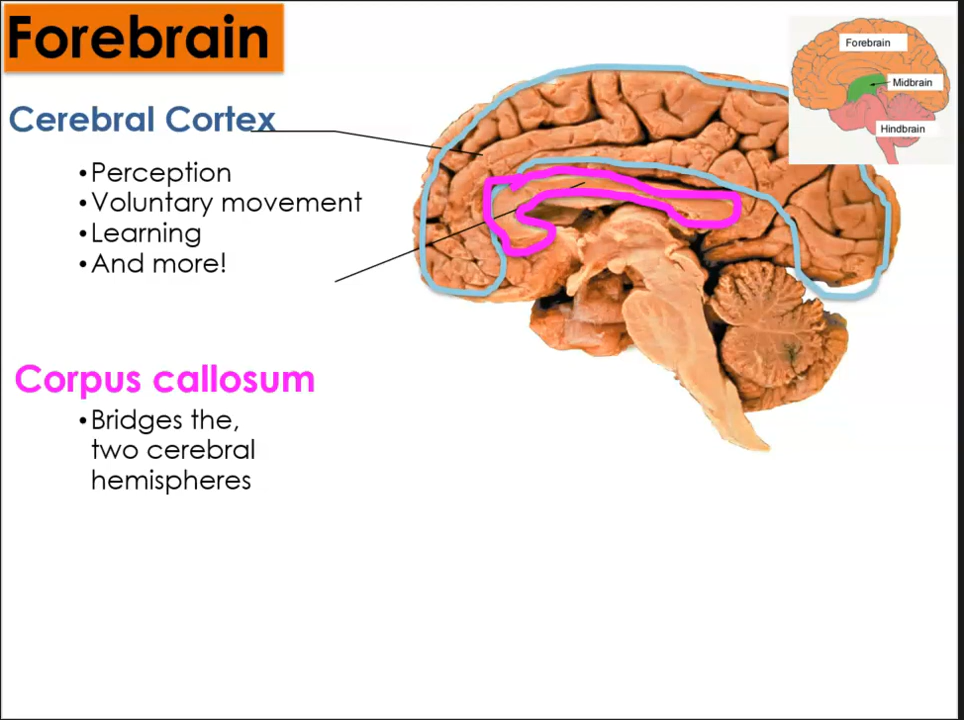 Forebrain
Cerebral Cortex
•Perception
•Voluntary movement
•Learning
•And more!
Corpus callosum
•Bridges the,
two cerebral
hemispheres
Forebrain
Midbrain
Hindbrain